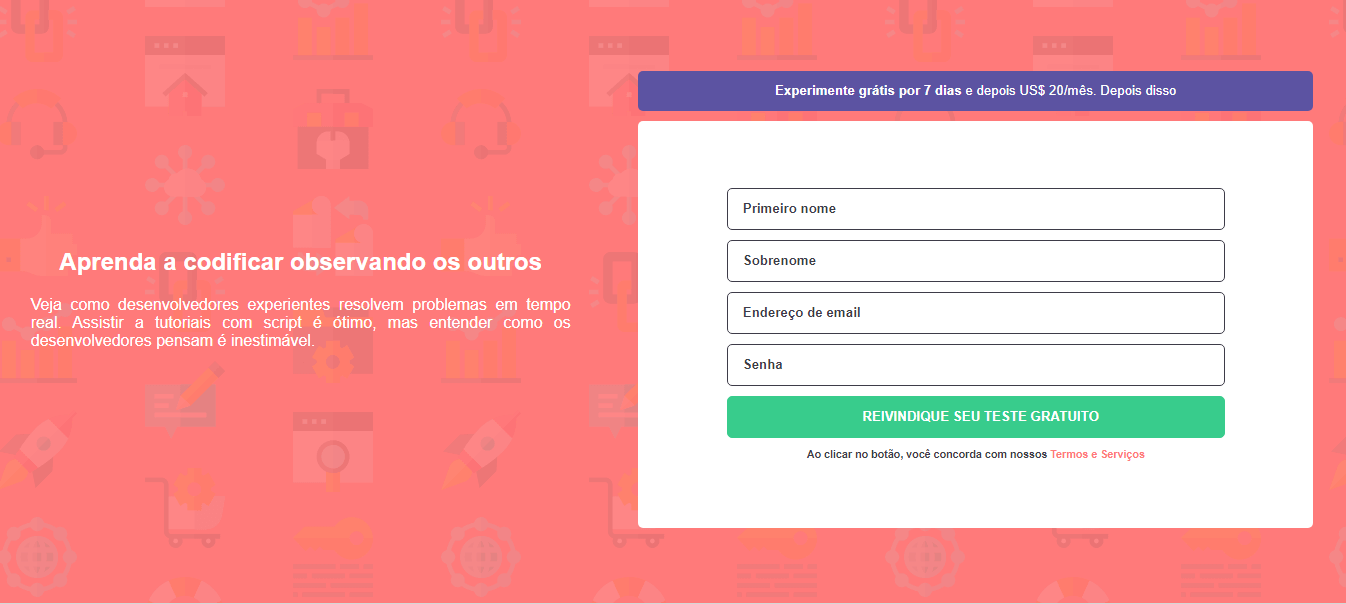 Experimente grátis por 7 dias e depois US$ 20/mês. Depois disso
Aprenda a codificar observando os outros
Veja como desenvolvedores experientes resolvem problemas em tempo
real. Assistir a tutoriais com script é ótimo, mas entender como os
desenvolvedores pensam é inestimável.
Primeiro nome
Sobrenome
Endereço de email
Senha
REIVINDIQUE SEU TESTE GRATUITO
Ao clicar no botão, você concorda com nossos Termos e Serviços